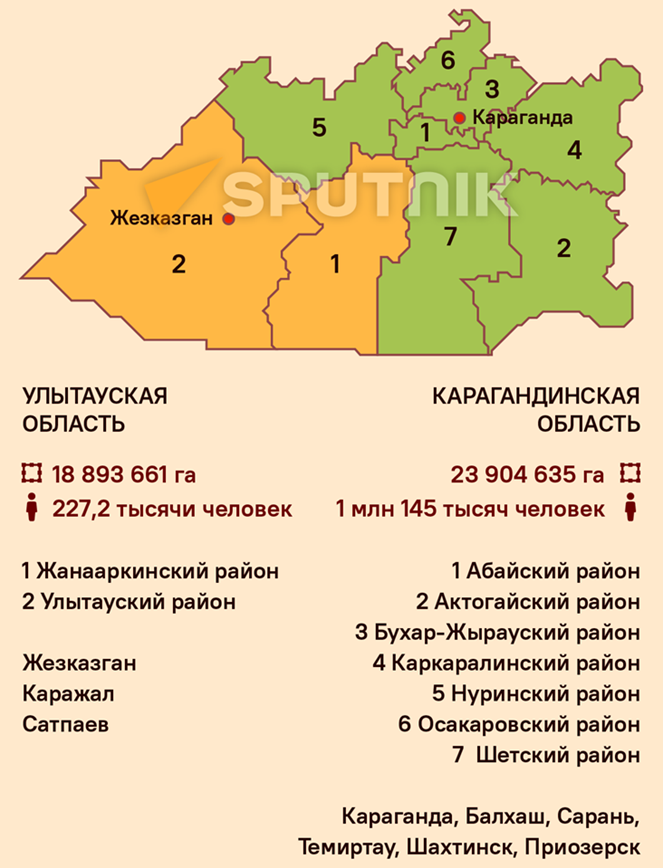 6
3
Караганда
5
1
4
SPUTNIK
Жезказган
7
2
2
1
УЛЫТАУСКАЯ
ОБЛАСТЬ
18 893 661 га
227,2 тысячи человек
1 Жанааркинский район
2 Улытауский район
Жезказган
Каражал
Сатпаев
КАРАГАНДИНСКАЯ
ОБЛАСТЬ
23 904 635 га
1 млн 145 тысяч человек
1 Абайский район
2 Актогайский район
3 Бухар-Жырауский район
4 Каркаралинский район
5 Нуринский район
6 Осакаровский район
7 Шетский район
Караганда, Балхаш, Сарань,
Темиртау, Шахтинск, Приозерск